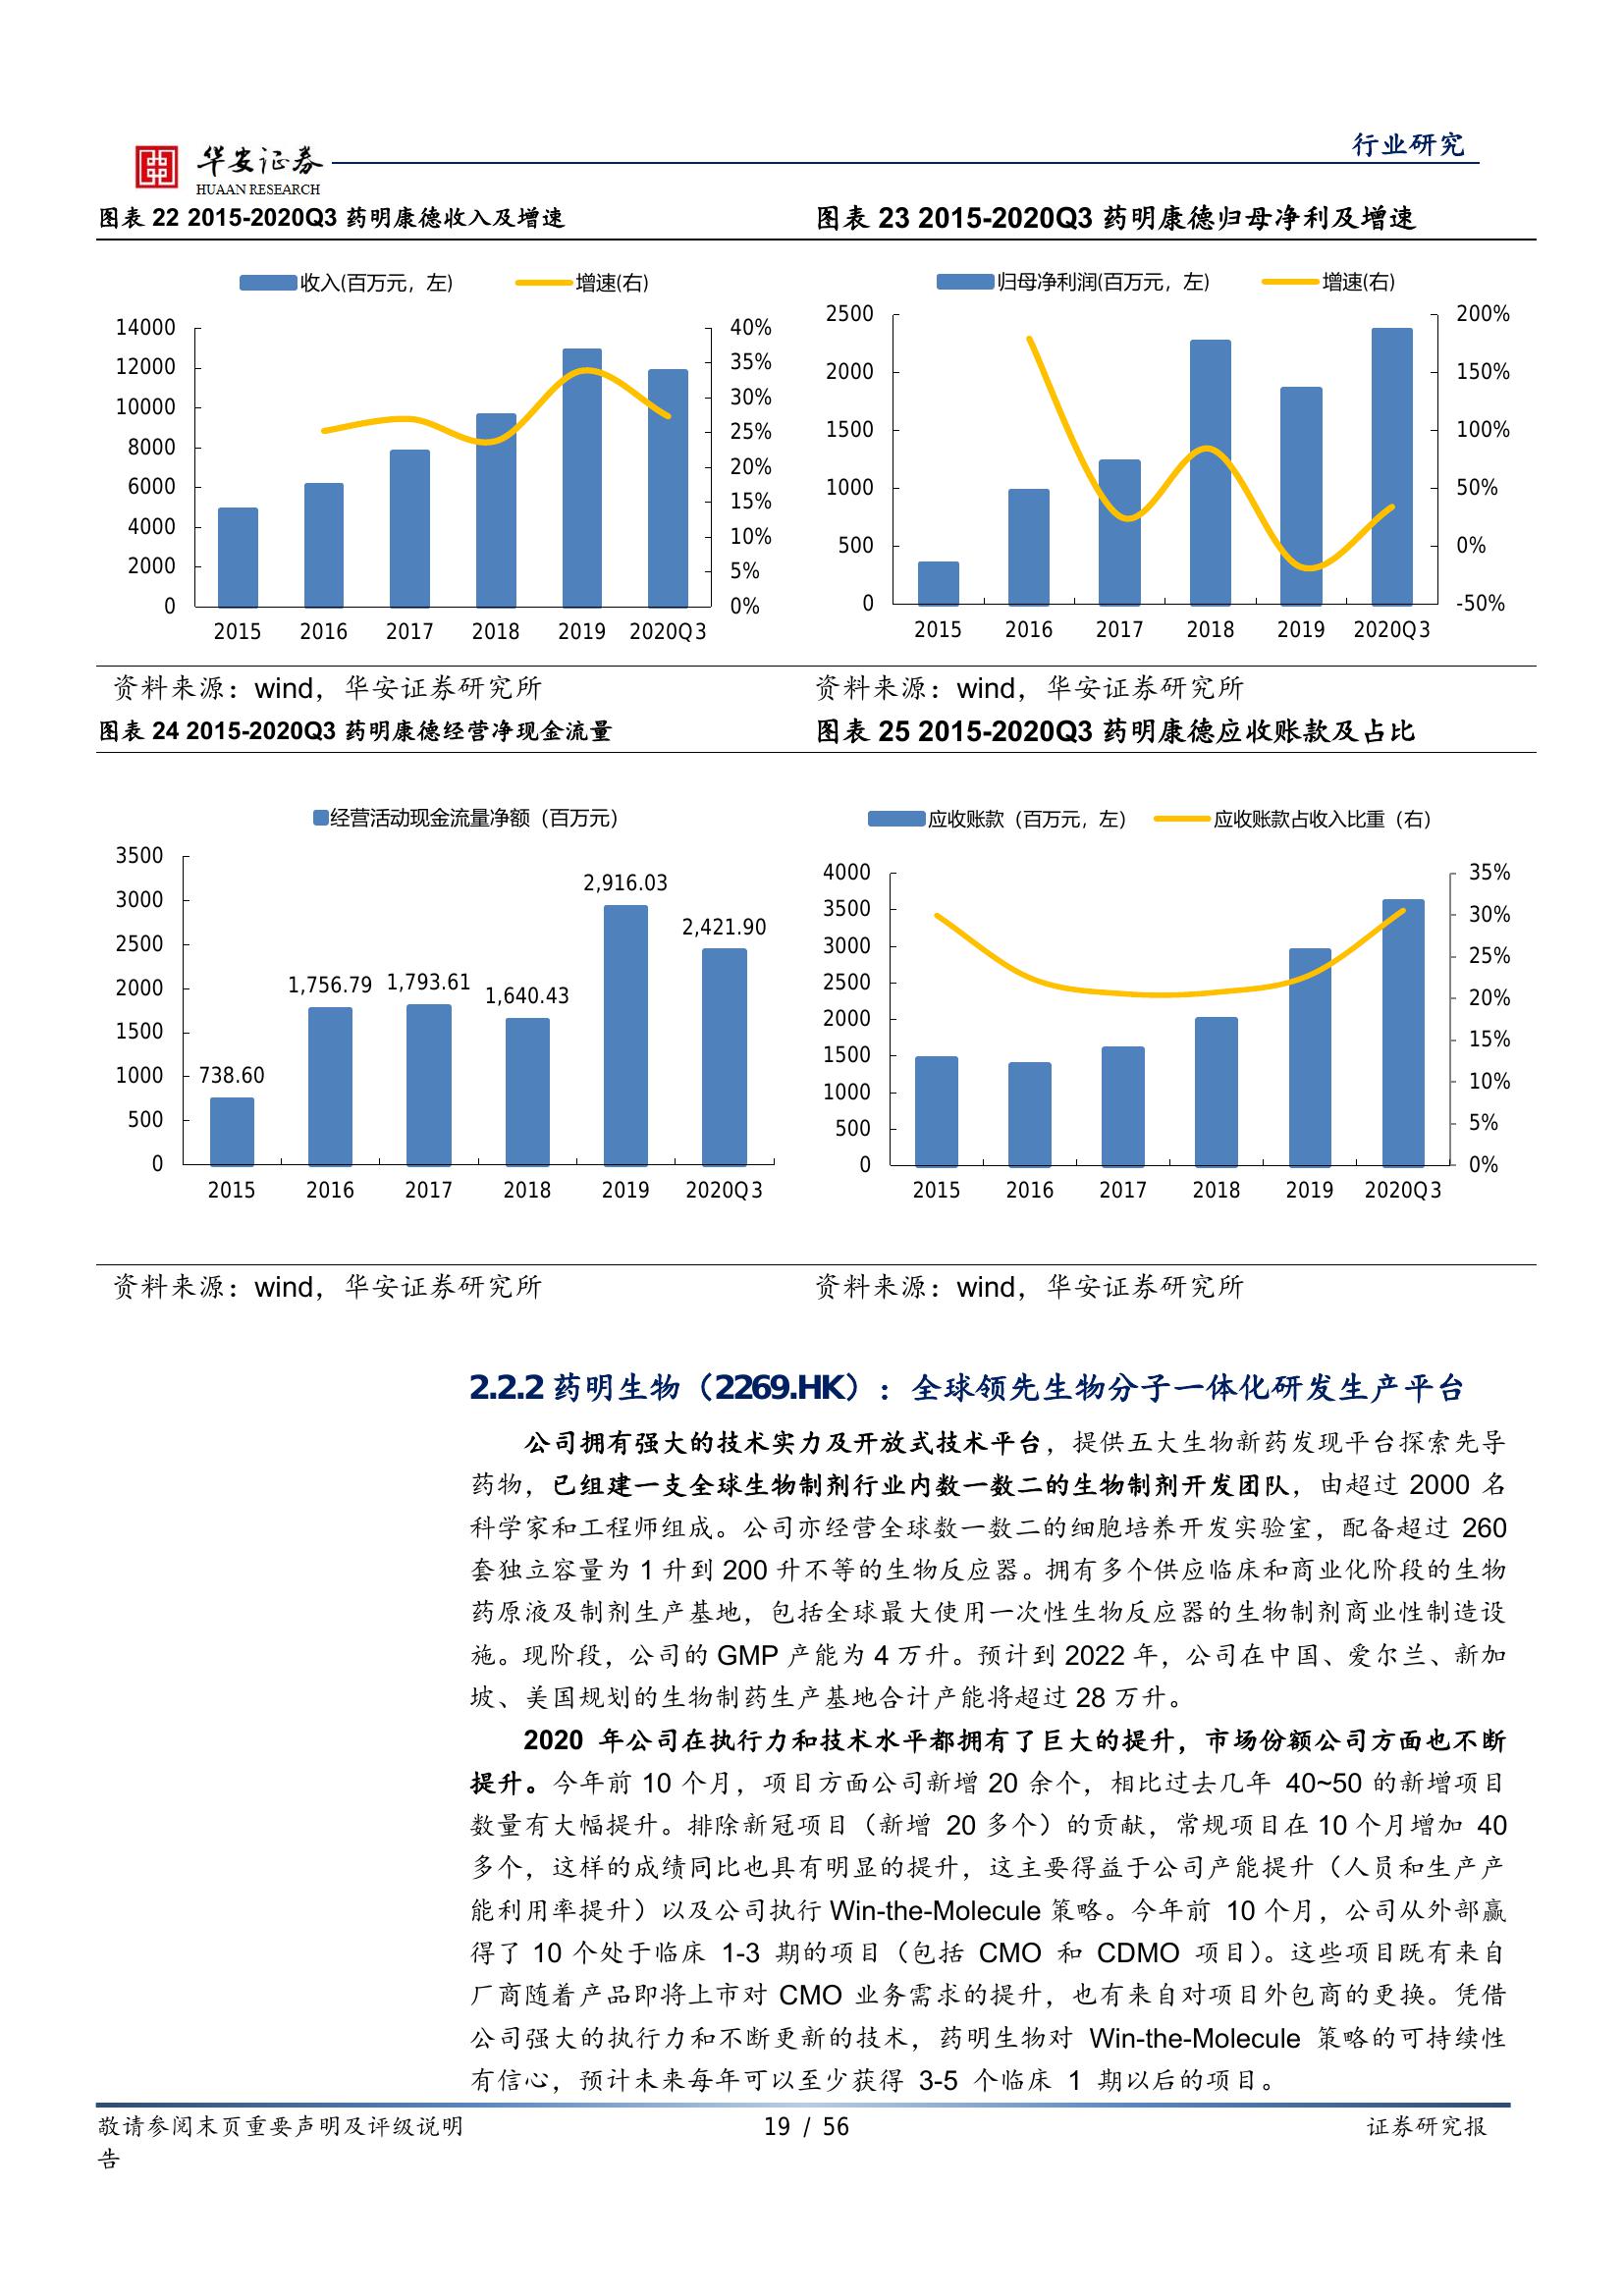 行业研究
华安证券
HUAAN RESEARCH
图表 22 2015-2020Q3 药明康德收入及增速
收入(百万元，左)
增速(右)
14000
12000
10000
8000
6000
4000
2000
0
40%
35%
30%
25%
20%
15%
10%
5%
0%
2015 2016 2017 2018 2019 2020Q3
资料来源：wind，华安证券研究所
图表 23 2015-2020Q3 药明康德归母净利及增速
归母净利润(百万元，左)
增速(右)
2500
2000
1500
1000
500
0
200%
150%
100%
50%
0%
-50%
2015 2016 2017 2018 2019 2020Q3
资料来源：wind，华安证券研究所
图表 24 2015-2020Q3 药明康德经营净现金流量
经营活动现金流量净额（百万元）
3500
3000
2500
2000
1500
1000
500
0
738.60
1,756.79
1,793.61
1,640.43
2,916.03
2,421.90
2015 2016 2017 2018 2019 2020Q3
资料来源：wind，华安证券研究所
图表 25 2015-2020Q3 药明康德应收账款及占比
应收账款（百万元，左）
应收账款占收入比重（右）
4000
3500
3000
2500
2000
1500
1000
500
0
35%
30%
25%
20%
15%
10%
5%
0%
2015 2016 2017 2018 2019 2020Q3
资料来源：wind，华安证券研究所
2.2.2 药明生物（2269.HK）：全球领先生物分子一体化研发生产平台
公司拥有强大的技术实力及开放式技术平台，提供五大生物新药发现平台探索先导
药物，已组建一支全球生物制剂行业内数一数二的生物制剂开发团队，由超过 2000 名
科学家和工程师组成。公司亦经营全球数一数二的细胞培养开发实验室，配备超过 260
套独立容量为 1 升到 200 升不等的生物反应器。拥有多个供应临床和商业化阶段的生物
药原液及制剂生产基地，包括全球最大使用一次性生物反应器的生物制剂商业性制造设
施。现阶段，公司的 GMP 产能为 4 万升。预计到 2022 年，公司在中国、爱尔兰、新加
坡、美国规划的生物制药生产基地合计产能将超过 28 万升。
2020 年公司在执行力和技术水平都拥有了巨大的提升，市场份额公司方面也不断
提升。今年前 10 个月，项目方面公司新增 20 余个，相比过去几年 40~50 的新增项目
数量有大幅提升。排除新冠项目（新增 20 多个）的贡献，常规项目在 10 个月增加 40
多个，这样的成绩同比也具有明显的提升，这主要得益于公司产能提升（人员和生产产
能利用率提升）以及公司执行 Win-the-Molecule 策略。今年前 10 个月，公司从外部赢
得了 10 个处于临床 1-3 期的项目（包括 CMO 和 CDMO 项目）。这些项目既有来自
厂商随着产品即将上市对 CMO 业务需求的提升，也有来自对项目外包商的更换。凭借
公司强大的执行力和不断更新的技术，药明生物对 Win-the-Molecule 策略的可持续性
有信心，预计未来每年可以至少获得 3-5 个临床 1 期以后的项目。
敬请参阅末页重要声明及评级说明 19 / 56 证券研究报
告